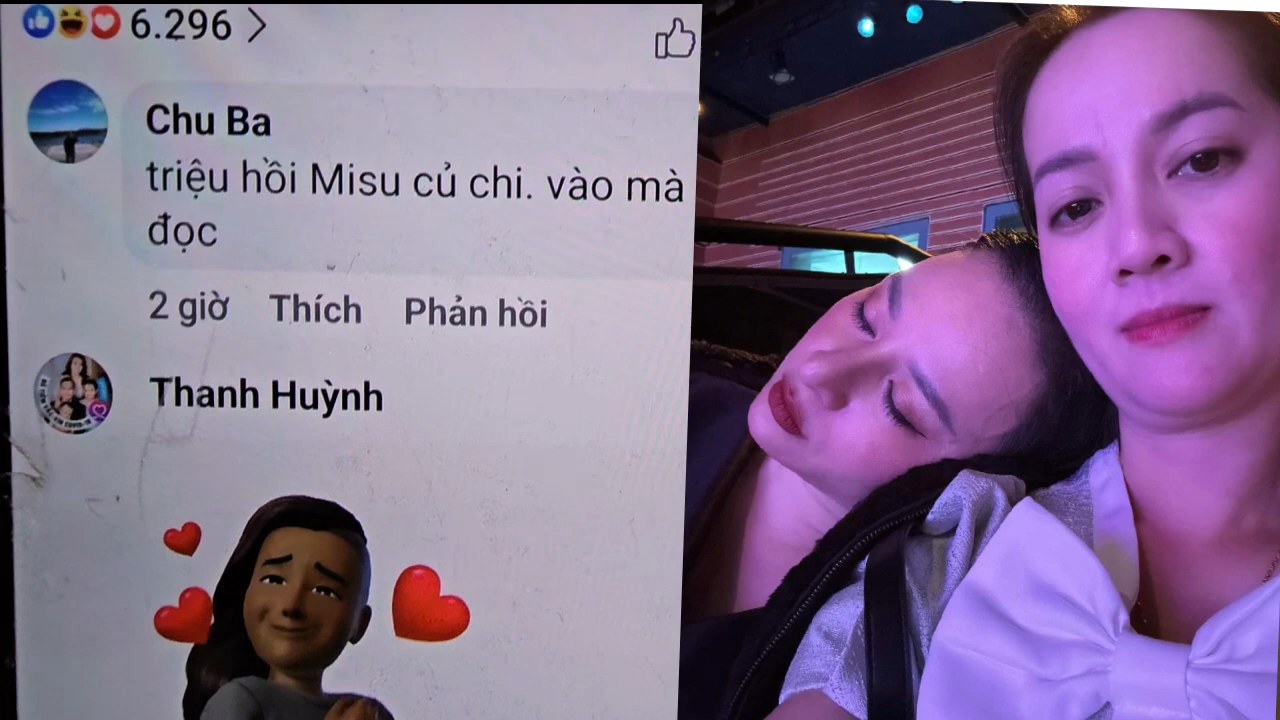 6.296
Chu Ba
triệu hồi Misu củ chi. vào mà
đọc
2 giờ Thích Phản hồi
Thanh Huỳnh